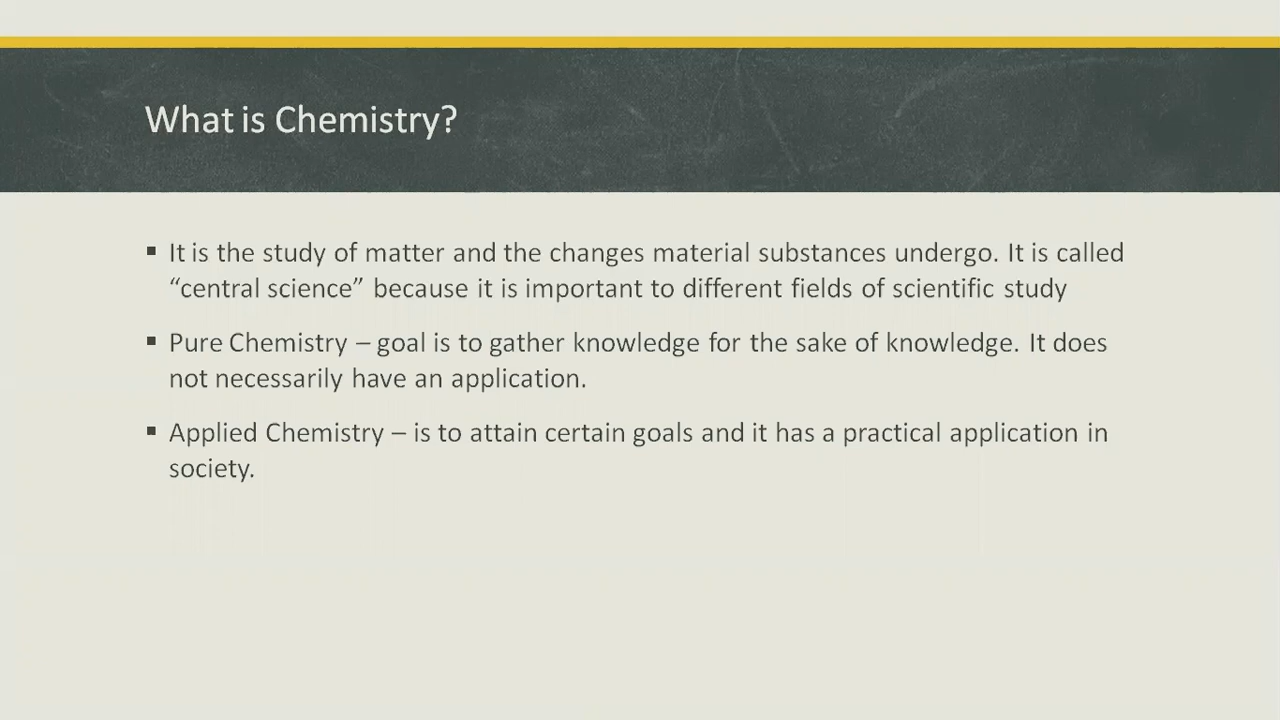 What is Chemistry?
▪ It is the study of matter and the changes material substances undergo. It is called
“central science” because it is important to different fields of scientific study
▪ Pure Chemistry – goal is to gather knowledge for the sake of knowledge. It does
not necessarily have an application.
▪ Applied Chemistry – is to attain certain goals and it has a practical application in
society.